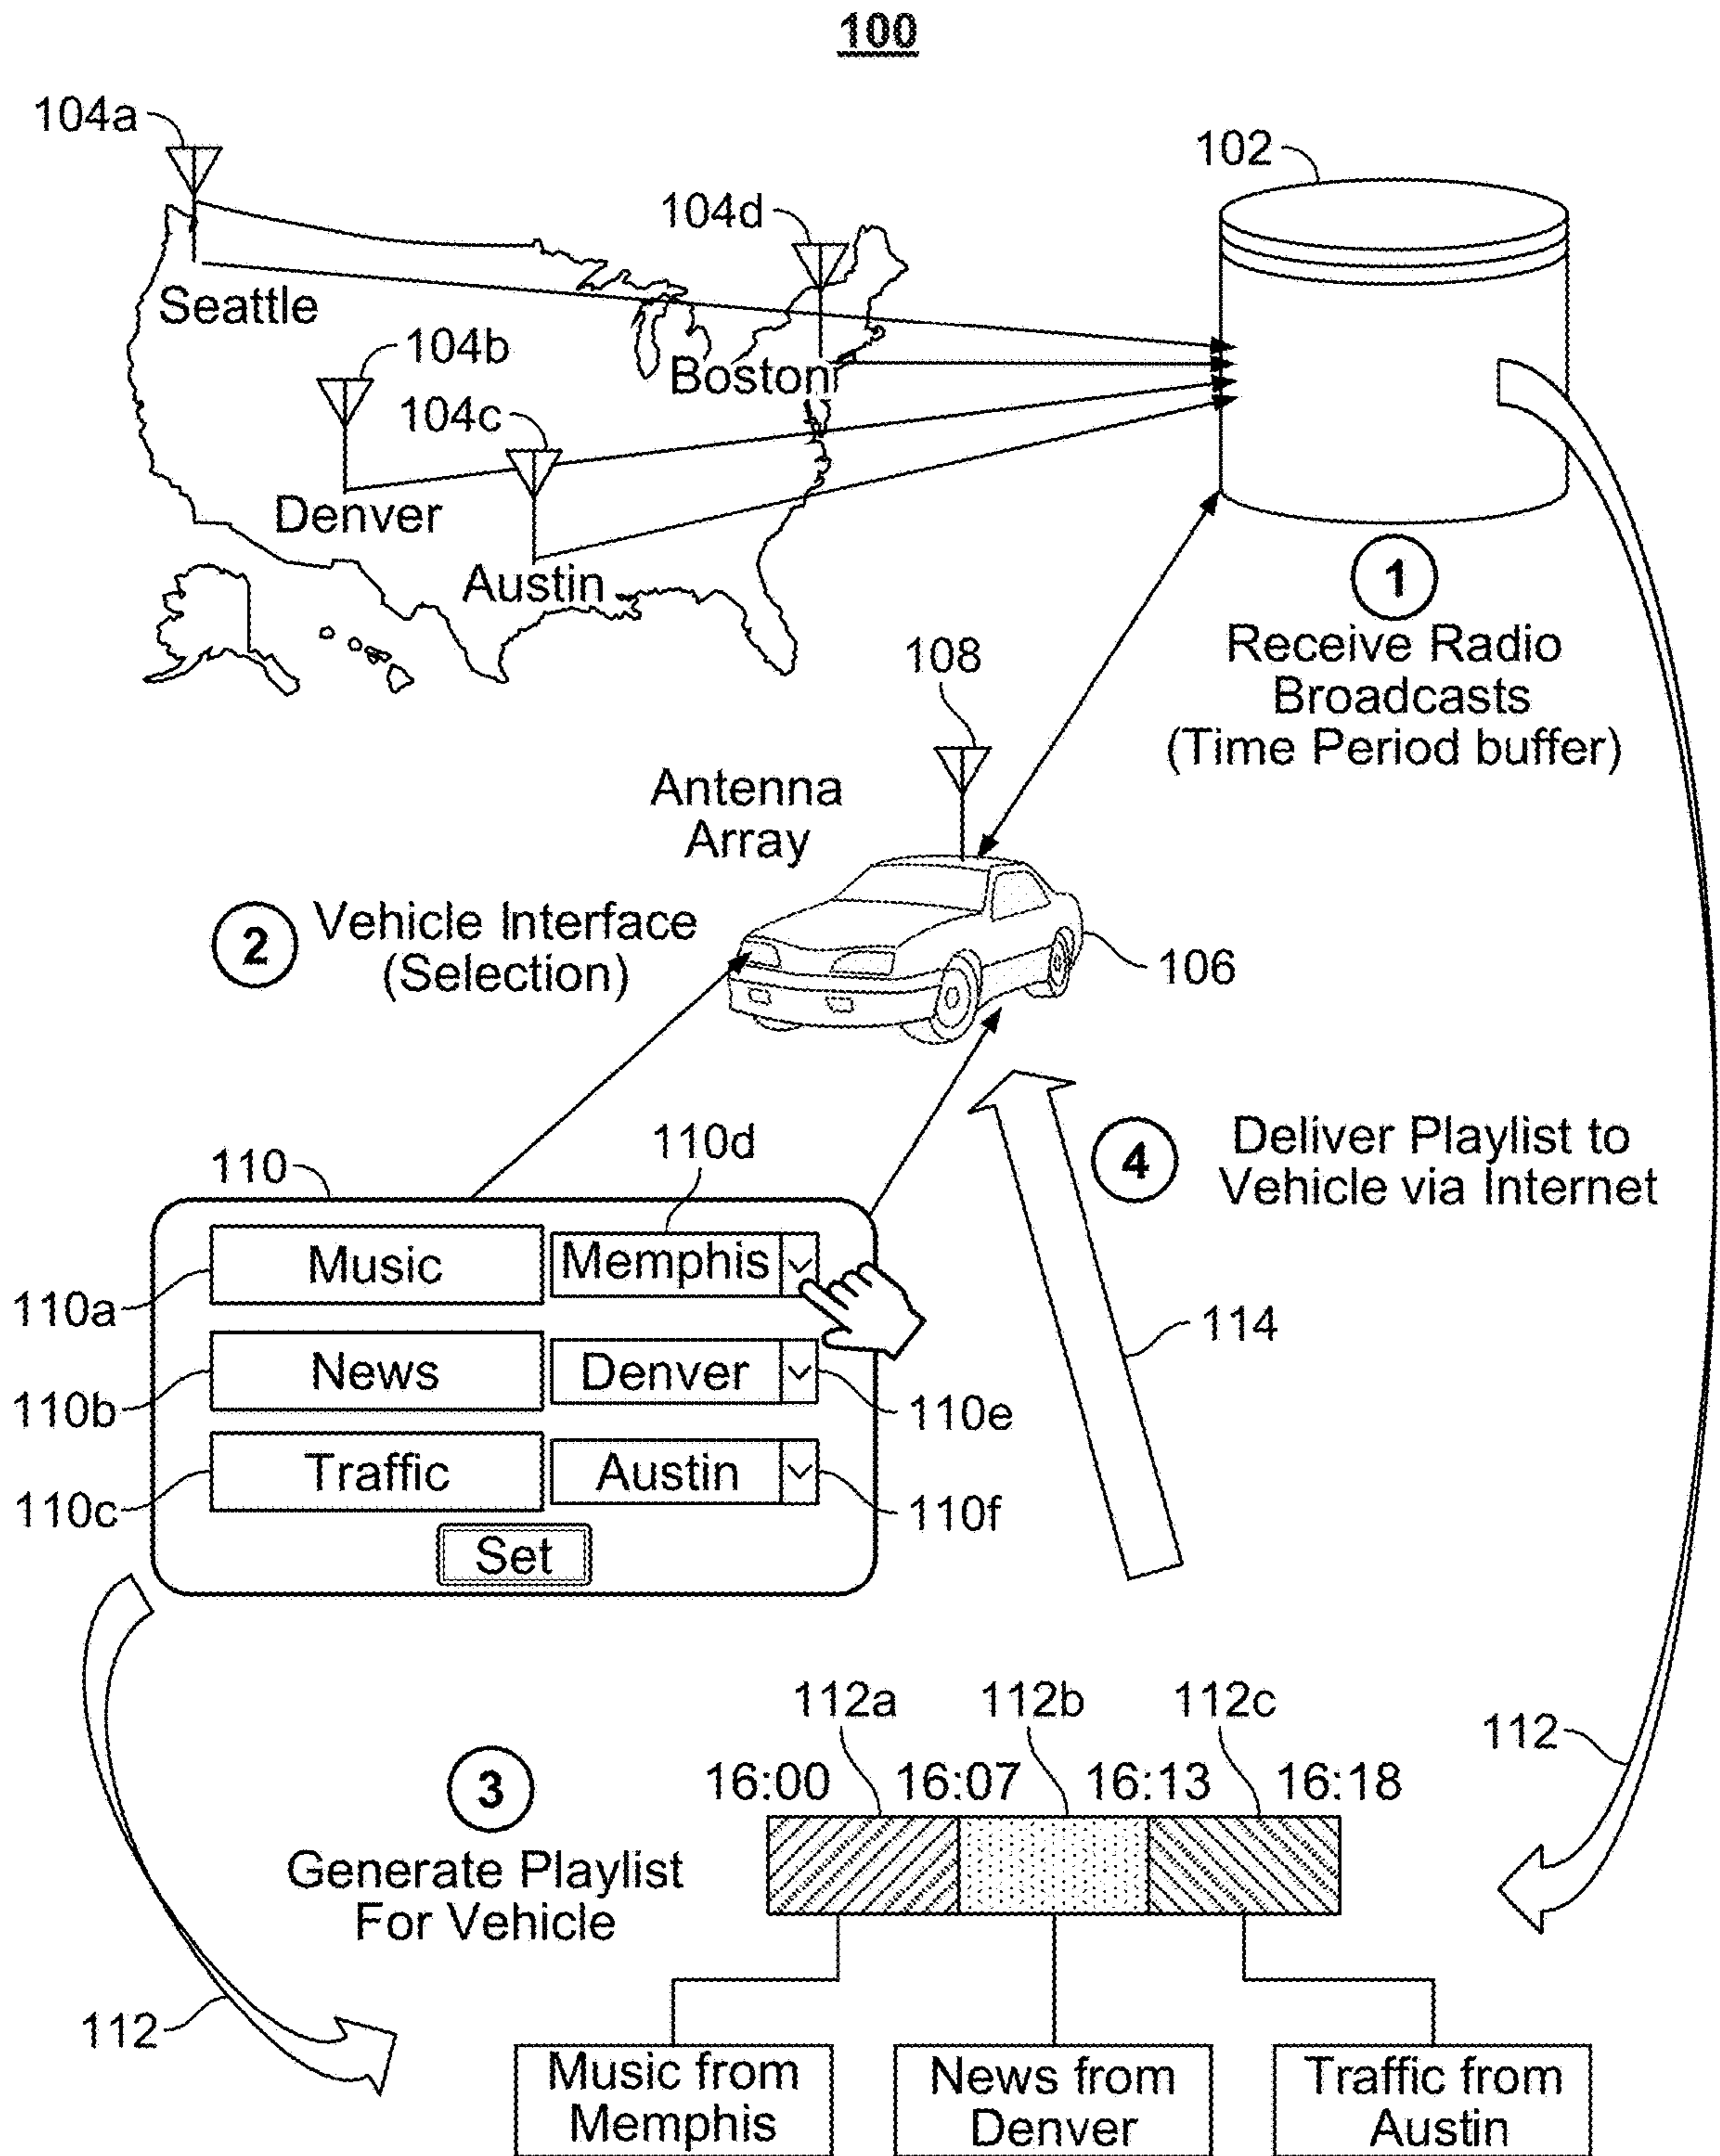 100
104a
102
104d
Seattle
104b
Boston
104c
Denver
Austin
1
Receive Radio
Broadcasts
(Time Period buffer)
108
Antenna
Array
2
Vehicle Interface
(Selection)
106
110d
110
4
Deliver Playlist to
Vehicle via Internet
Music
Memphis
110a
114
News
Denver
110b
110e
Traffic
Austin
110c
110f
Set
112a
112b
112c
112
3
16:00
16:07
16:13
16:18
Generate Playlist
For Vehicle
112
Music from
Memphis
News from
Denver
Traffic from
Austin